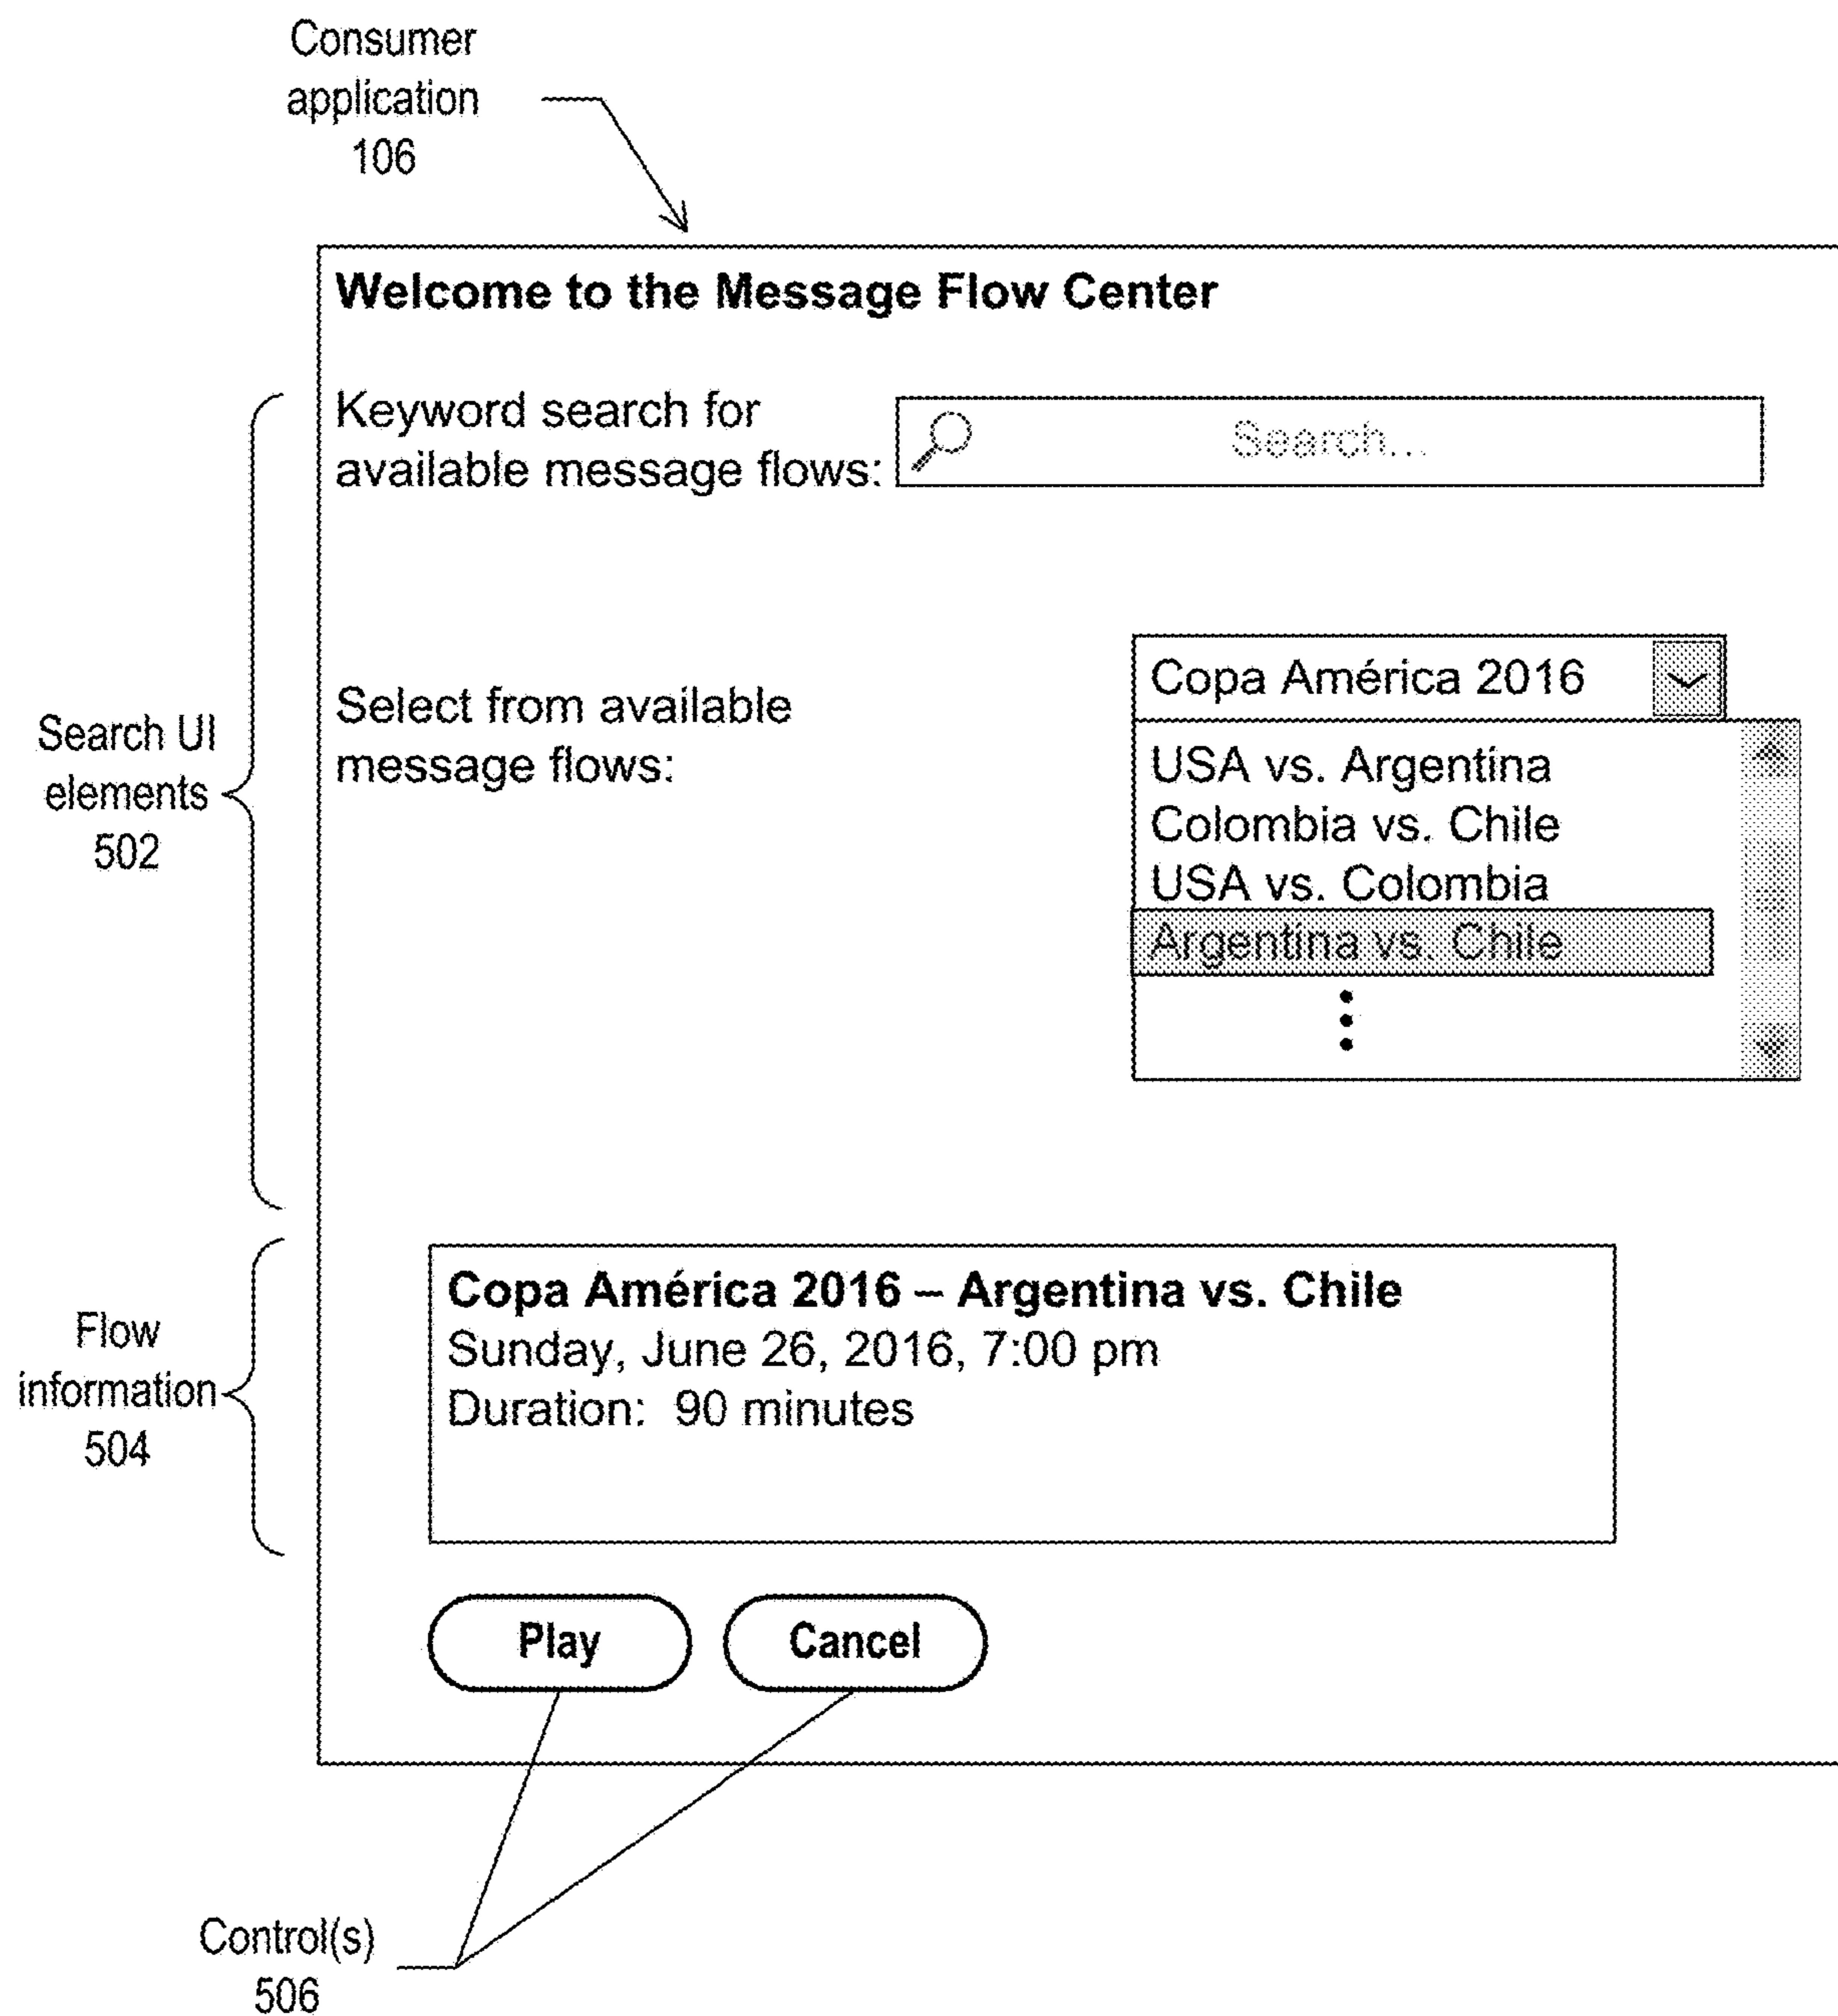 Consumer
application
106
Welcome to the Message Flow Center
Keyword search for
available message flows:
Search...
Search UI
elements
502
Select from available
message flows:
Copa América 2016
USA vs. Argentina
Colombia vs. Chile
USA vs. Colombia
Argentina vs. Chile
Flow
information
504
Copa América 2016 – Argentina vs. Chile
Sunday, June 26, 2016, 7:00 pm
Duration: 90 minutes
Play
Cancel
Control(s)
506